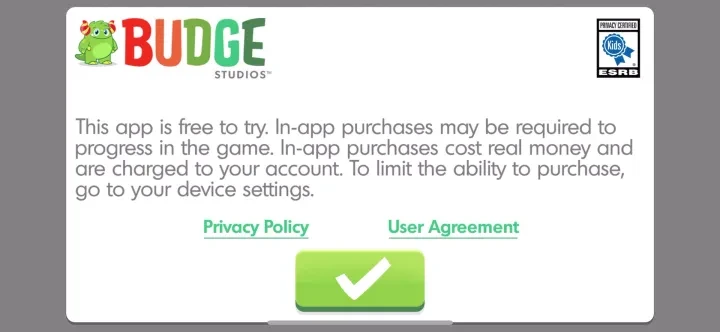 BUDGE
STUDIOS™
PRIVACY CERTIFIED
Kids
ESRB
This app is free to try. In-app purchases may be required to
progress in the game. In-app purchases cost real money and
are charged to your account. To limit the ability to purchase,
go to your device settings.
Privacy Policy
User Agreement